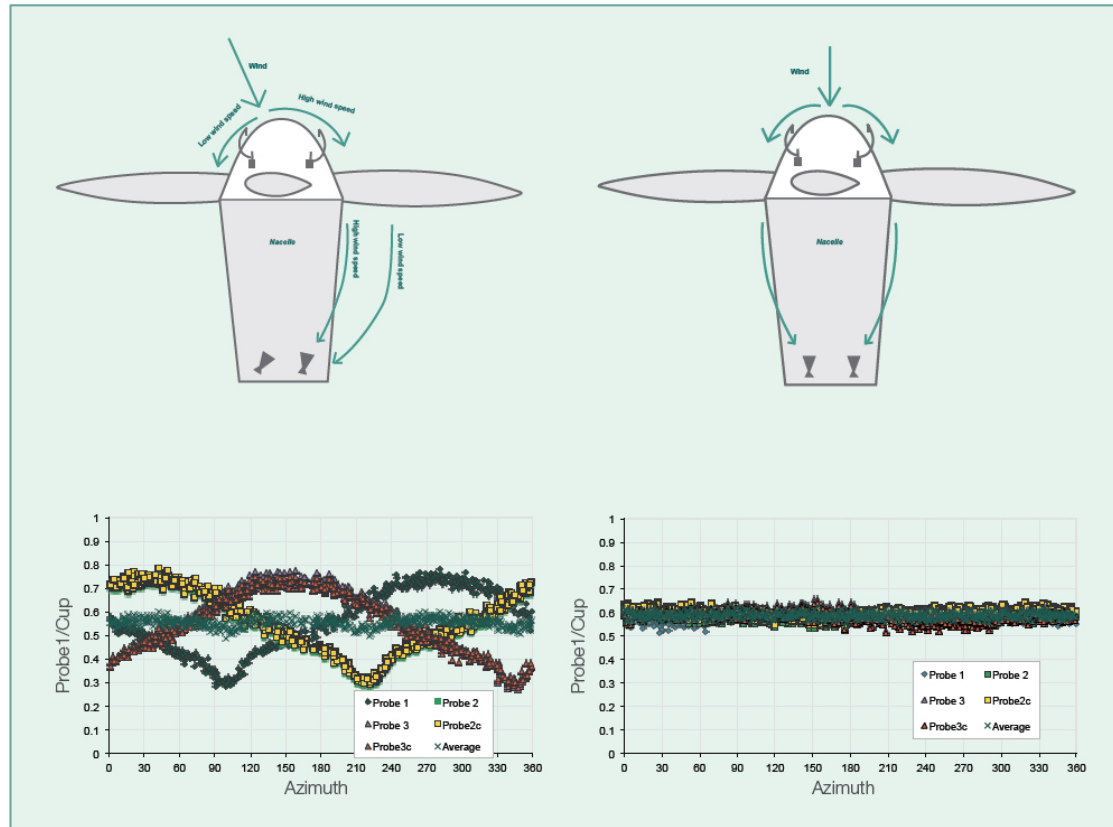 Wind
High wind speed
Low wind speed
Nacelle
High wind speed
Low wind speed
Wind
Nacelle
1
0.9
0.8
0.7
0.6
0.5
0.4
0.3
0.2
0.1
0
Probe1/Cup
0 30 60 90 120 150 180 210 240 270 300 330 360
Azimuth
Probe 1 Probe 2
Probe 3 Probe2c
Probe3c Average
1
0.9
0.8
0.7
0.6
0.5
0.4
0.3
0.2
0.1
0
Probe1/Cup
0 30 60 90 120 150 180 210 240 270 300 330 360
Azimuth
Probe 1 Probe 2
Probe 3 Probe2c
Probe3c Average